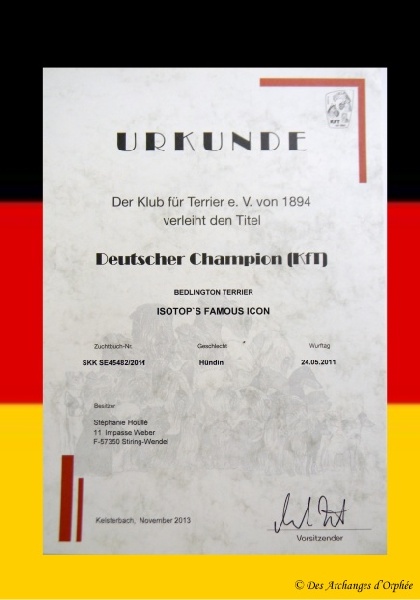 URKUNDE
Der Klub für Terrier e. V. von 1894
verleiht den Titel
Deutscher Champion (KfT)
BEDLINGTON TERRIER
ISOTOP'S FAMOUS ICON
Zuchtbuch-Nr. Geschlecht Wurftag
SKK SE45482/2011 Hündin 24.05.2011
Besitzer
Stephanie Houlle
11 Impasse Weber
F-57350 Stiring-Wendel
Kelsterbach, November 2013
Vorsitzender
© Des Archanges d'Orphée